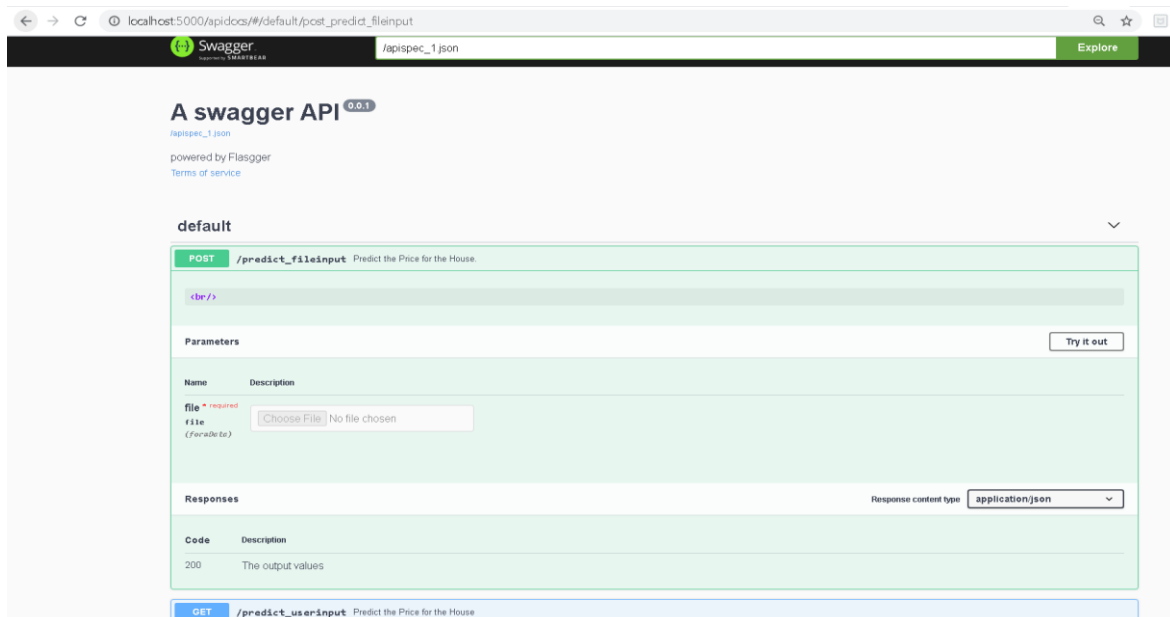 localhost:5000/apidocs/#/default/post_predict_fileinput
Swagger.
Supported by SMARTBEAR
/apispec_1.json
Explore
A swagger API 0.0.1
/apispec_1.json
powered by Flasgger
Terms of service
default
POST /predict_fileinput Predict the Price for the House.
<br/>
Parameters
Try it out
Name Description
file * required
file
(formData)
Choose File No file chosen
Responses
Response content type application/json
Code Description
200 The output values
GET /predict_userinput Predict the Price for the House